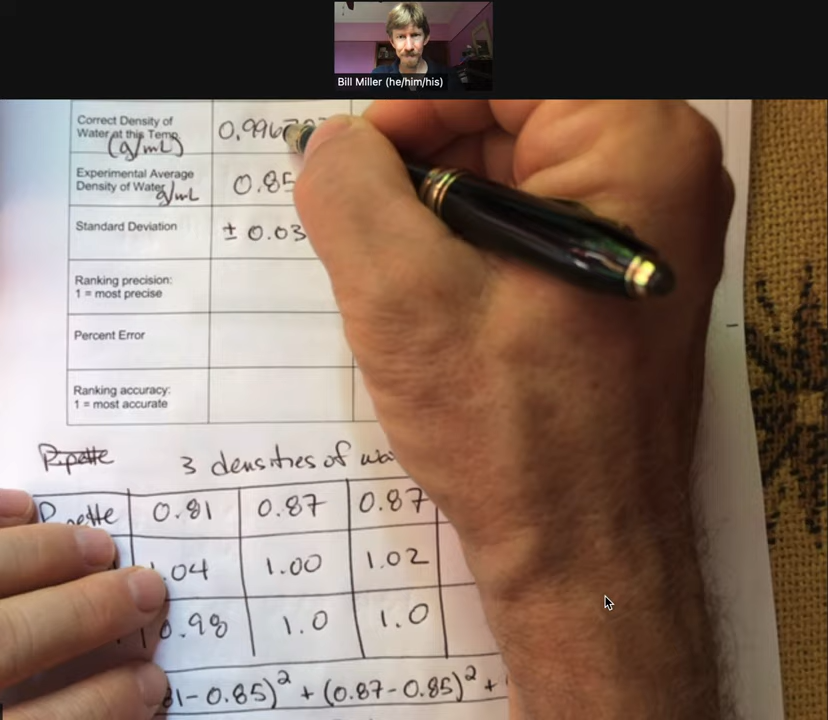 Bill Miller (he/him/his)
Correct Density of
Water at this Temp 0.996
(g/mL)
Experimental Average
Density of Water g/mL 0.85
Standard Deviation ± 0.03
Ranking precision:
1 = most precise
Percent Error
Ranking accuracy:
1 = most accurate
Pipette 3 densities of
0.81 0.87 0.87
.04 1.00 1.02
0.98 1.0 1.0
81 - 0.85)² + (0.87 - 0.85)² +